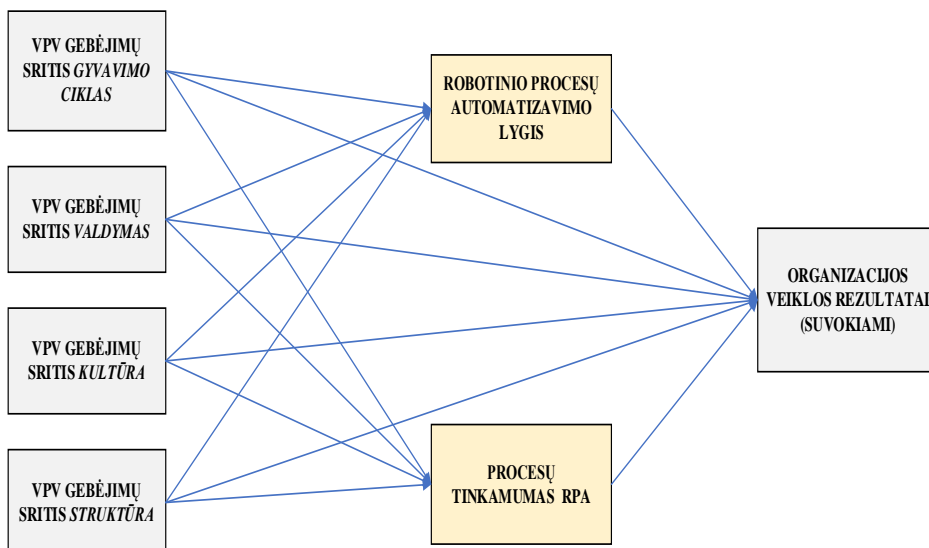 VPV GEBĖJIMŲ
SRITIS GYVAVIMO
CIKLAS
VPV GEBĖJIMŲ
SRITIS VALDYMAS
VPV GEBĖJIMŲ
SRITIS KULTŪRA
VPV GEBĖJIMŲ
SRITIS STRUKTŪRA
ROBOTINIO PROCESŲ
AUTOMATIZAVIMO
LYGIS
PROCESŲ
TINKAMUMAS RPA
ORGANIZACIJOS
VEIKLOS REZULTATAI
(SUVOKIAMI)